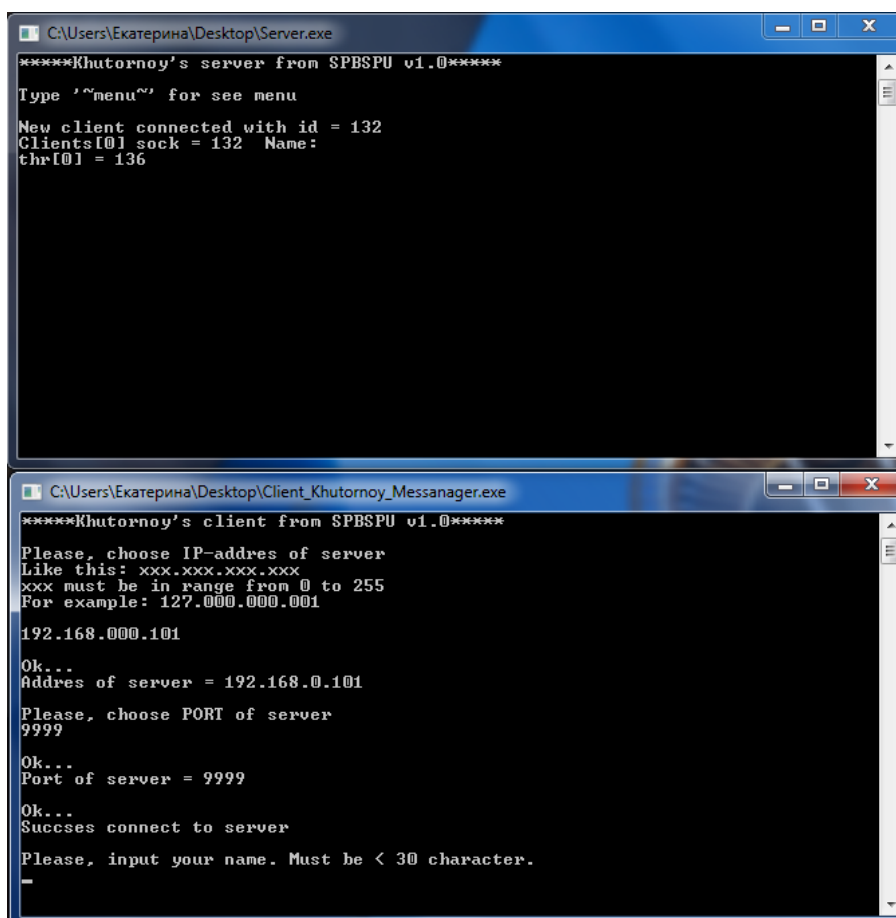 C:\Users\Екатерина\Desktop\Server.exe
*****Khutornoy's server from SPBSPU v1.0*****
Type '~menu~' for see menu
New client connected with id = 132
Clients[0] sock = 132  Name:
thr[0] = 136
C:\Users\Екатерина\Desktop\Client_Khutornoy_Messanager.exe
*****Khutornoy's client from SPBSPU v1.0*****
Please, choose IP-addres of server
Like this: xxx.xxx.xxx.xxx
xxx must be in range from 0 to 255
For example: 127.000.000.001
192.168.000.101
Ok...
Addres of server = 192.168.0.101
Please, choose PORT of server
9999
Ok...
Port of server = 9999
Ok...
Succses connect to server
Please, input your name. Must be < 30 character.